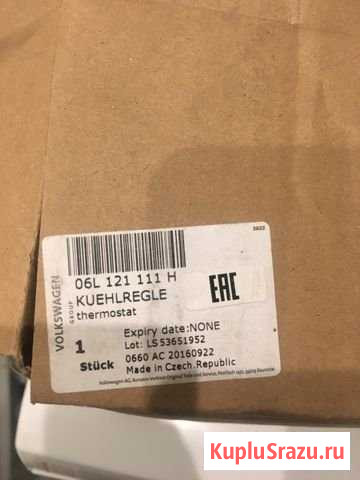 5023
VOLKSWAGEN
GROUP
06L 121 111 H
KUEHLREGLE
thermostat
EAC
1
Stück
Expiry date:NONE
Lot: LS 53651952
0660 AC 20160922
Made in Czech.Republic
KupluSrazu.ru